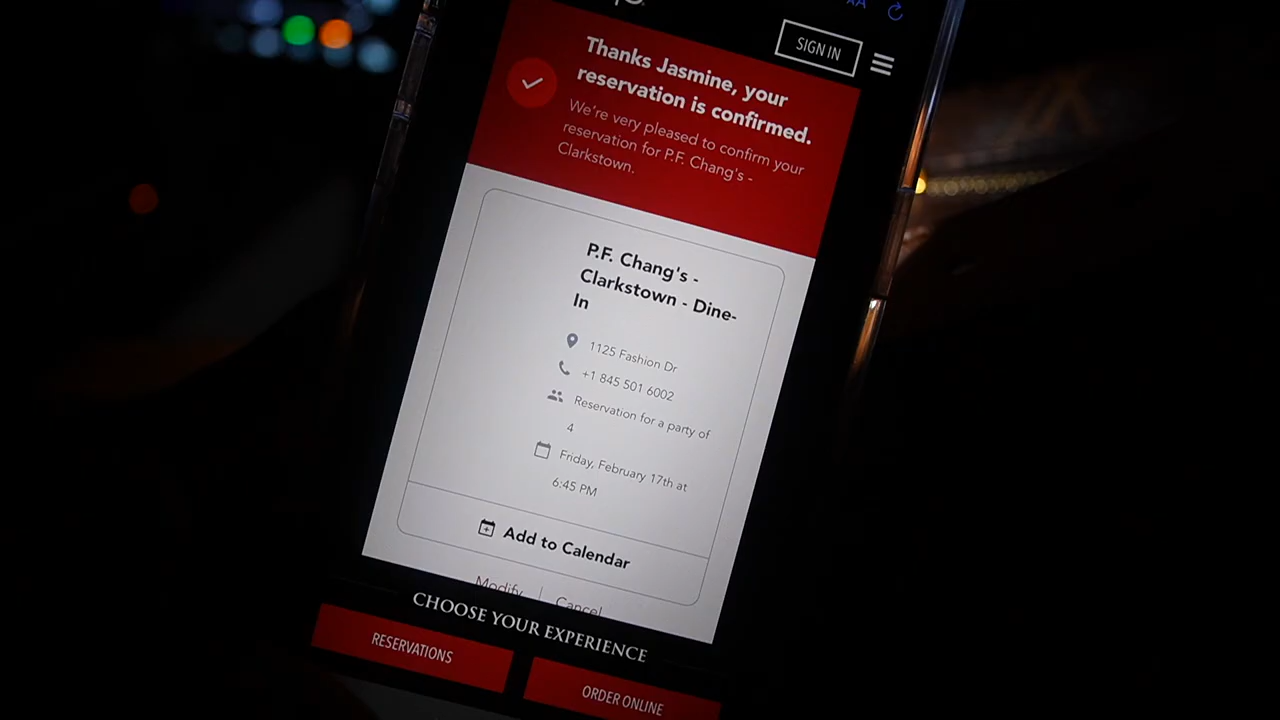 AA
SIGN IN
Thanks Jasmine, your
reservation is confirmed.
We're very pleased to confirm your
reservation for P.F. Chang's -
Clarkstown.
P.F. Chang's -
Clarkstown - Dine-
In
1125 Fashion Dr
+1 845 501 6002
Reservation for a party of
4
Friday, February 17th at
6:45 PM
Add to Calendar
Modify | Cancel
CHOOSE YOUR EXPERIENCE
RESERVATIONS
ORDER ONLINE